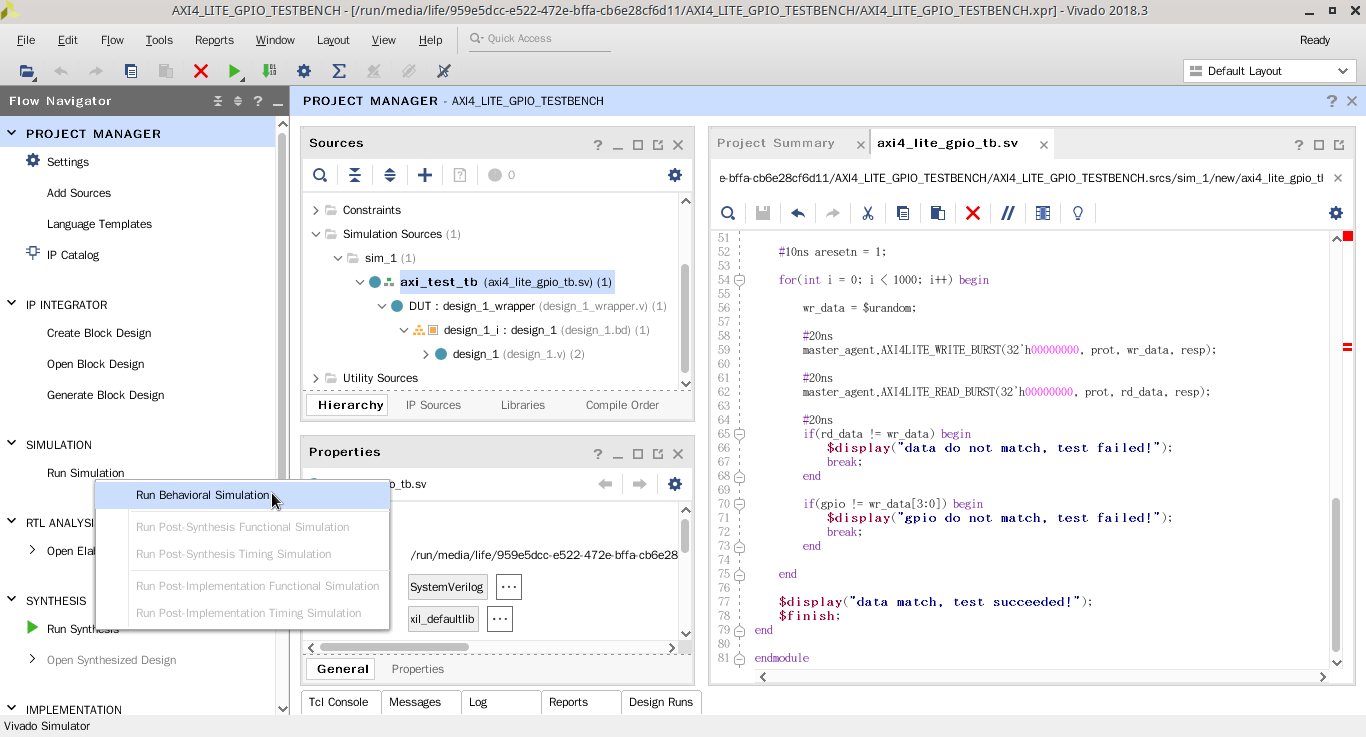 AXI4_LITE_GPIO_TESTBENCH - [/run/media/life/959e5dcc-e522-472e-bffa-cb6e28cf6d11/AXI4_LITE_GPIO_TESTBENCH/AXI4_LITE_GPIO_TESTBENCH.xpr] - Vivado 2018.3
File Edit Flow Tools Reports Window Layout View Help Quick Access Ready
Default Layout
Flow Navigator
PROJECT MANAGER
Settings
Add Sources
Language Templates
IP Catalog
IP INTEGRATOR
Create Block Design
Open Block Design
Generate Block Design
SIMULATION
Run Simulation
Run Behavioral Simulation
Run Post-Synthesis Functional Simulation
Run Post-Synthesis Timing Simulation
Run Post-Implementation Functional Simulation
Run Post-Implementation Timing Simulation
RTL ANALYSI
Open Ela
SYNTHESIS
Run Synthesis
Open Synthesized Design
IMPLEMENTATION
PROJECT MANAGER - AXI4_LITE_GPIO_TESTBENCH
Sources
0
Constraints
Simulation Sources (1)
sim_1 (1)
axi_test_tb (axi4_lite_gpio_tb.sv) (1)
DUT : design_1_wrapper (design_1_wrapper.v) (1)
design_1_i : design_1 (design_1.bd) (1)
design_1 (design_1.v) (2)
Utility Sources
Hierarchy IP Sources Libraries Compile Order
Properties
o_tb.sv
/run/media/life/959e5dcc-e522-472e-bffa-cb6e28
SystemVerilog ...
xil_defaultlib ...
General Properties
Tcl Console Messages Log Reports Design Runs
Project Summary axi4_lite_gpio_tb.sv
e-bffa-cb6e28cf6d11/AXI4_LITE_GPIO_TESTBENCH/AXI4_LITE_GPIO_TESTBENCH.srcs/sim_1/new/axi4_lite_gpio_tl
51
52 #10ns aresetn = 1;
53
54 for(int i = 0; i < 1000; i++) begin
55
56 wr_data = $urandom;
57
58 #20ns
59 master_agent.AXI4LITE_WRITE_BURST(32'h00000000, prot, wr_data, resp);
60
61 #20ns
62 master_agent.AXI4LITE_READ_BURST(32'h00000000, prot, rd_data, resp);
63
64 #20ns
65 if(rd_data != wr_data) begin
66 $display("data do not match, test failed!");
67 break;
68 end
69
70 if(gpio != wr_data[3:0]) begin
71 $display("gpio do not match, test failed!");
72 break;
73 end
74
75 end
76
77 $display("data match, test succeeded!");
78 $finish;
79 end
80
81 endmodule
Vivado Simulator